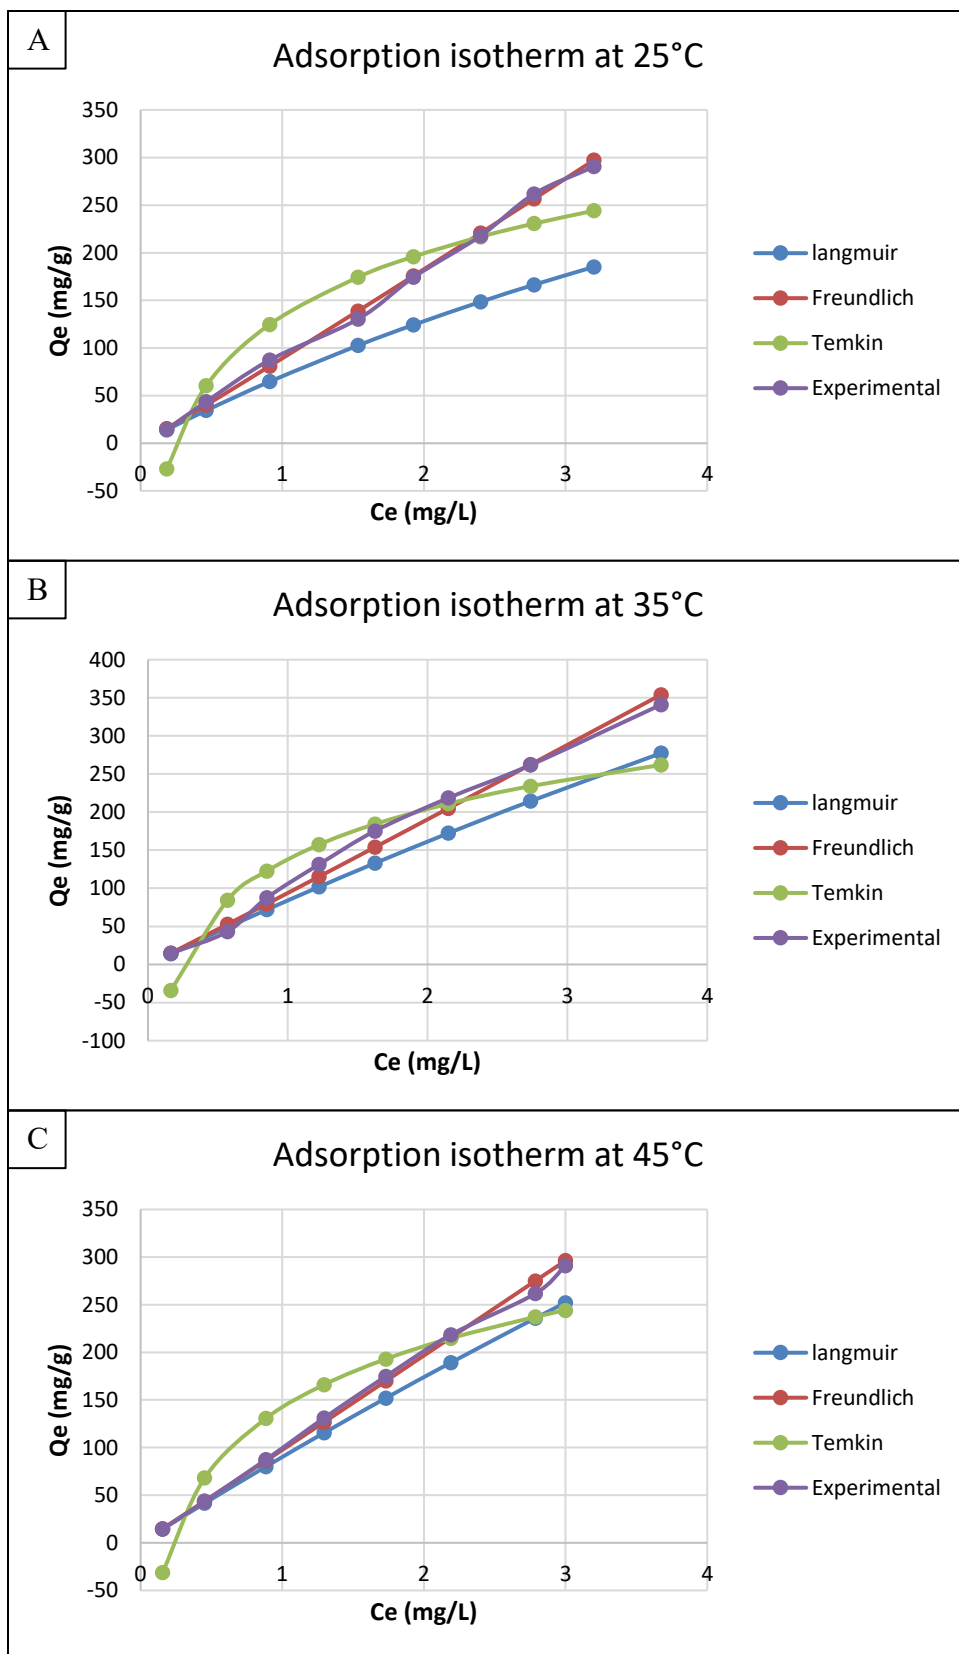 A
Adsorption isotherm at 25°C
350
300
250
200
150
100
50
0
-50
0 1 2 3 4
Qe (mg/g)
Ce (mg/L)
langmuir
Freundlich
Temkin
Experimental
B
Adsorption isotherm at 35°C
400
350
300
250
200
150
100
50
0
-50
-100
0 1 2 3 4
Qe (mg/g)
Ce (mg/L)
langmuir
Freundlich
Temkin
Experimental
C
Adsorption isotherm at 45°C
350
300
250
200
150
100
50
0
-50
0 1 2 3 4
Qe (mg/g)
Ce (mg/L)
langmuir
Freundlich
Temkin
Experimental